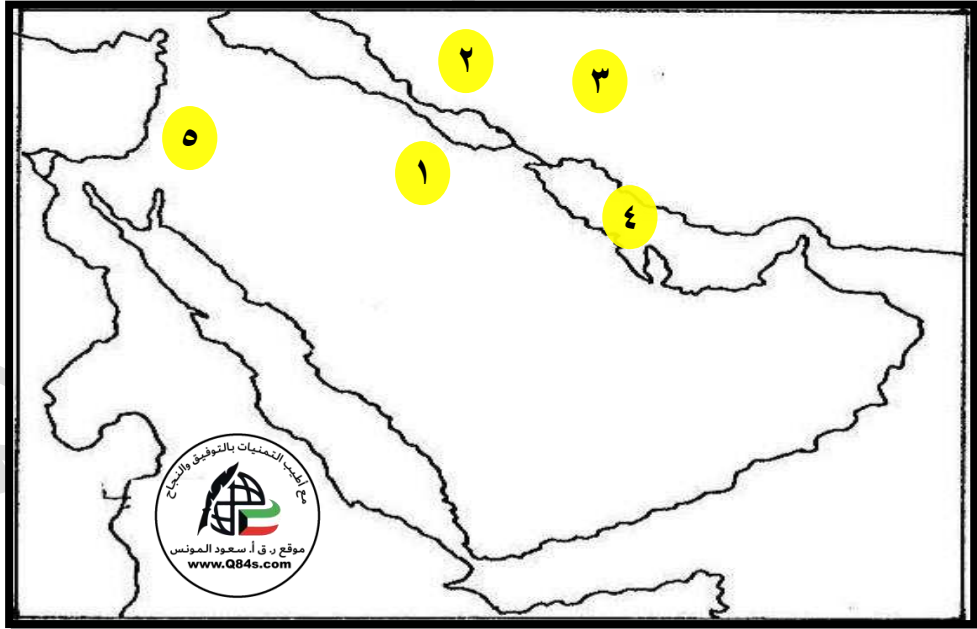 ٢
٣
٥
١
٤
مع أطيب التمنيات بالتوفيق والنجاح
موقع ر. ق أ. سعود المونس
www.Q84s.com